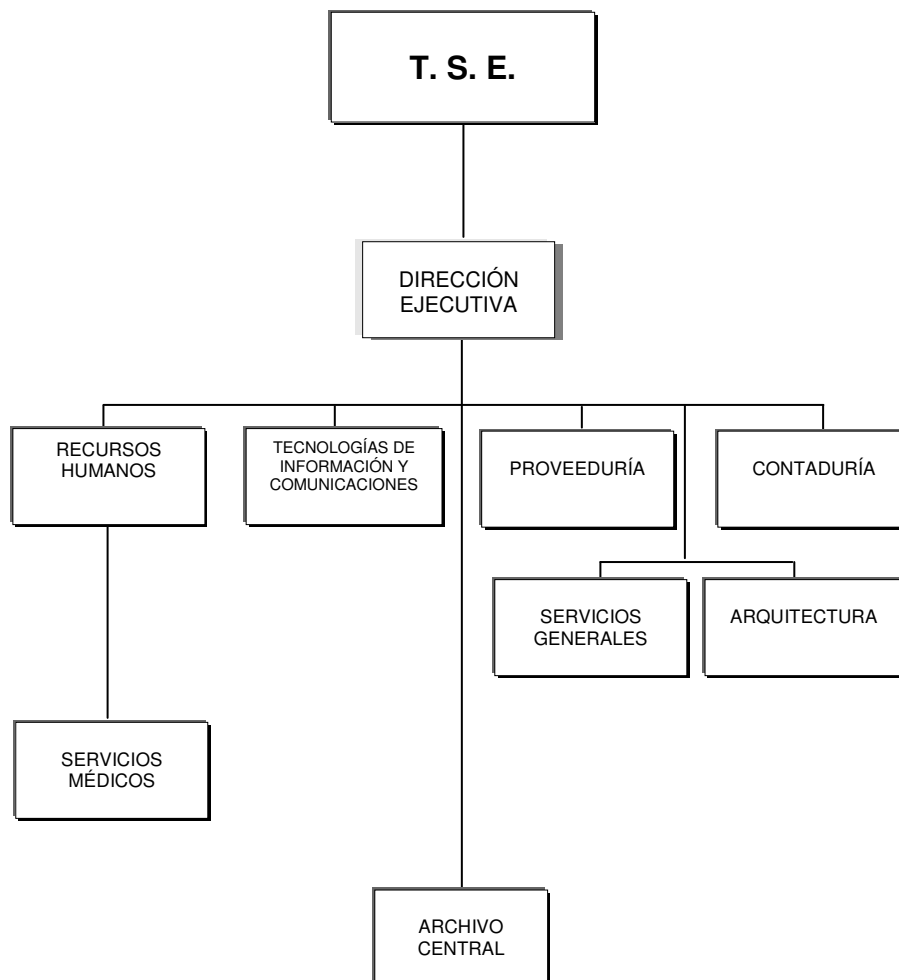 T. S. E.
DIRECCIÓN
EJECUTIVA
RECURSOS
HUMANOS
TECNOLOGÍAS DE
INFORMACIÓN Y
COMUNICACIONES
PROVEEDURÍA
CONTADURÍA
SERVICIOS
GENERALES
ARQUITECTURA
SERVICIOS
MÉDICOS
ARCHIVO
CENTRAL